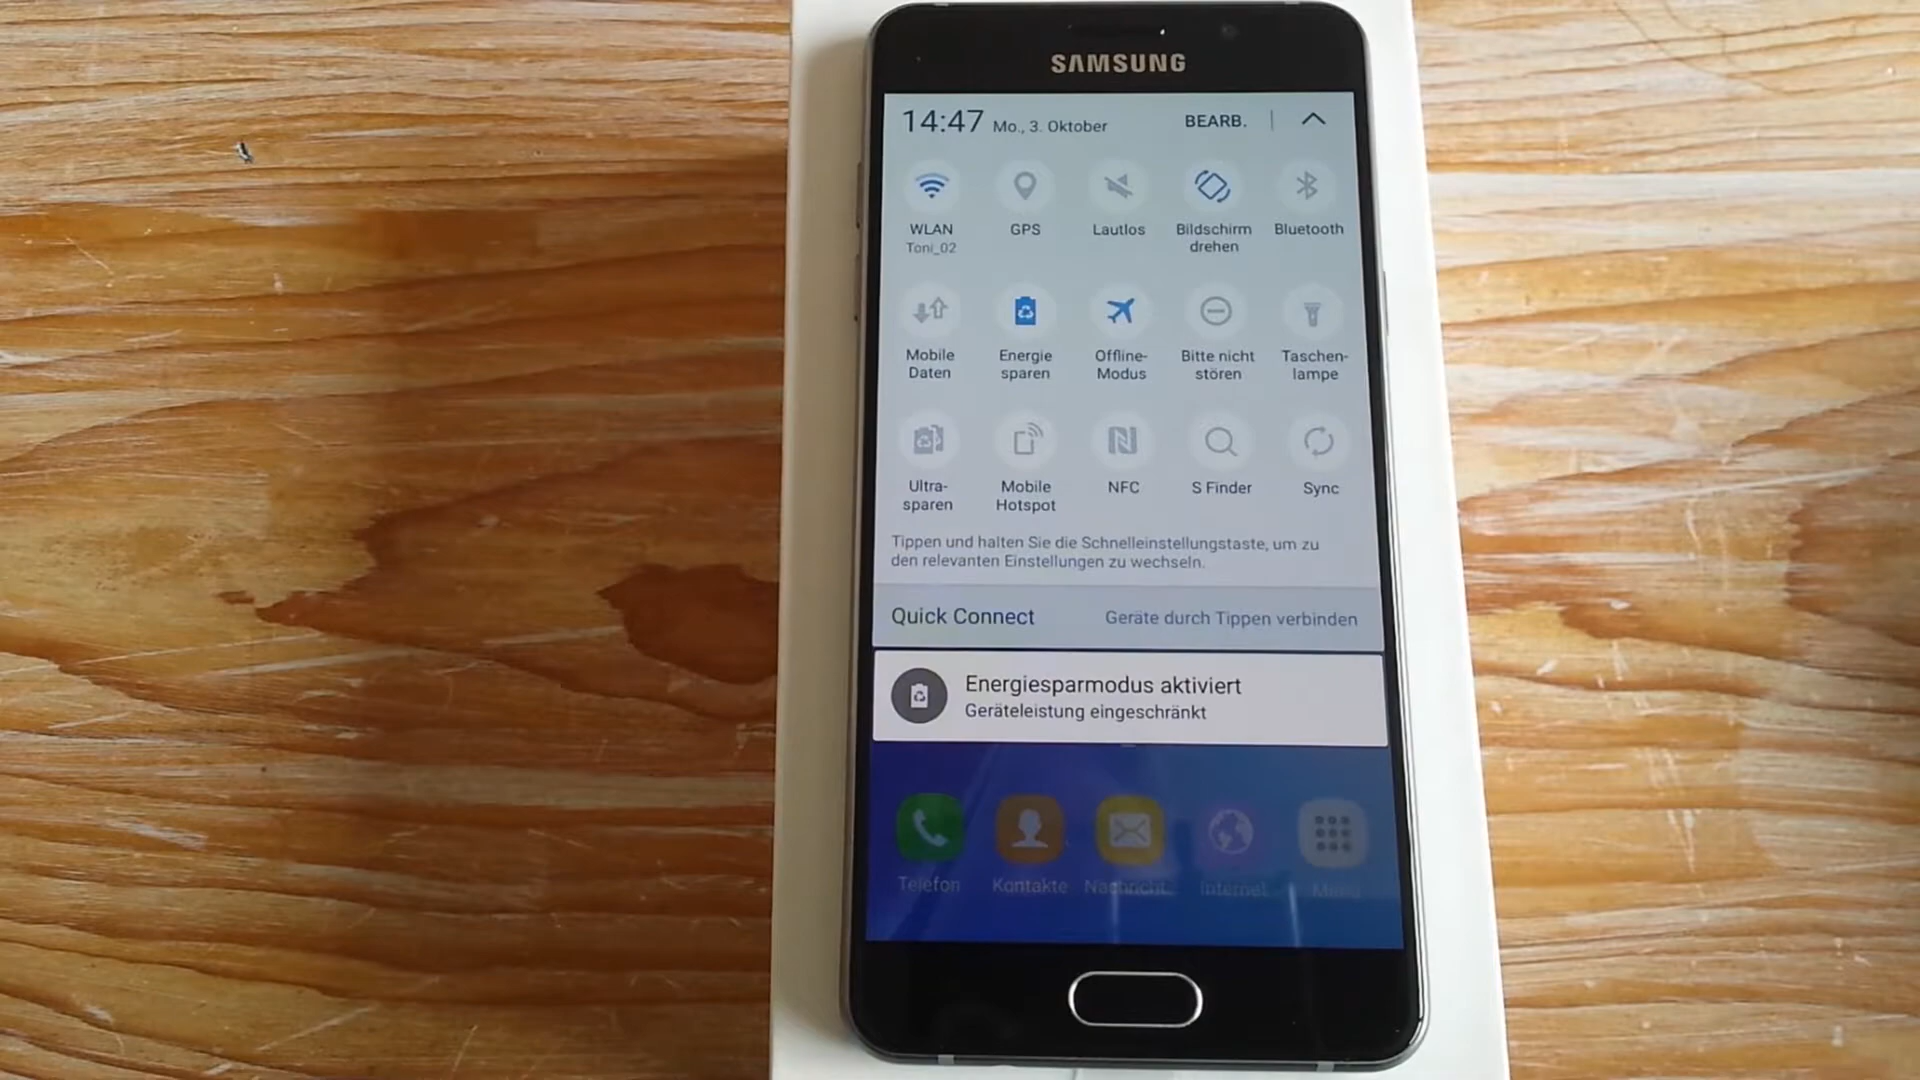 SAMSUNG
14:47 Mo., 3. Oktober BEARB.
WLAN
Toni_02
GPS
Lautlos
Bildschirm
drehen
Bluetooth
Mobile
Daten
Energie
sparen
Offline-
Modus
Bitte nicht
stören
Taschen-
lampe
Ultra-
sparen
Mobile
Hotspot
NFC
S Finder
Sync
Tippen und halten Sie die Schnelleinstellungstaste, um zu
den relevanten Einstellungen zu wechseln.
Quick Connect Geräte durch Tippen verbinden
Energiesparmodus aktiviert
Geräteleistung eingeschränkt
Telefon Kontakte Nachricht... Internet Menü